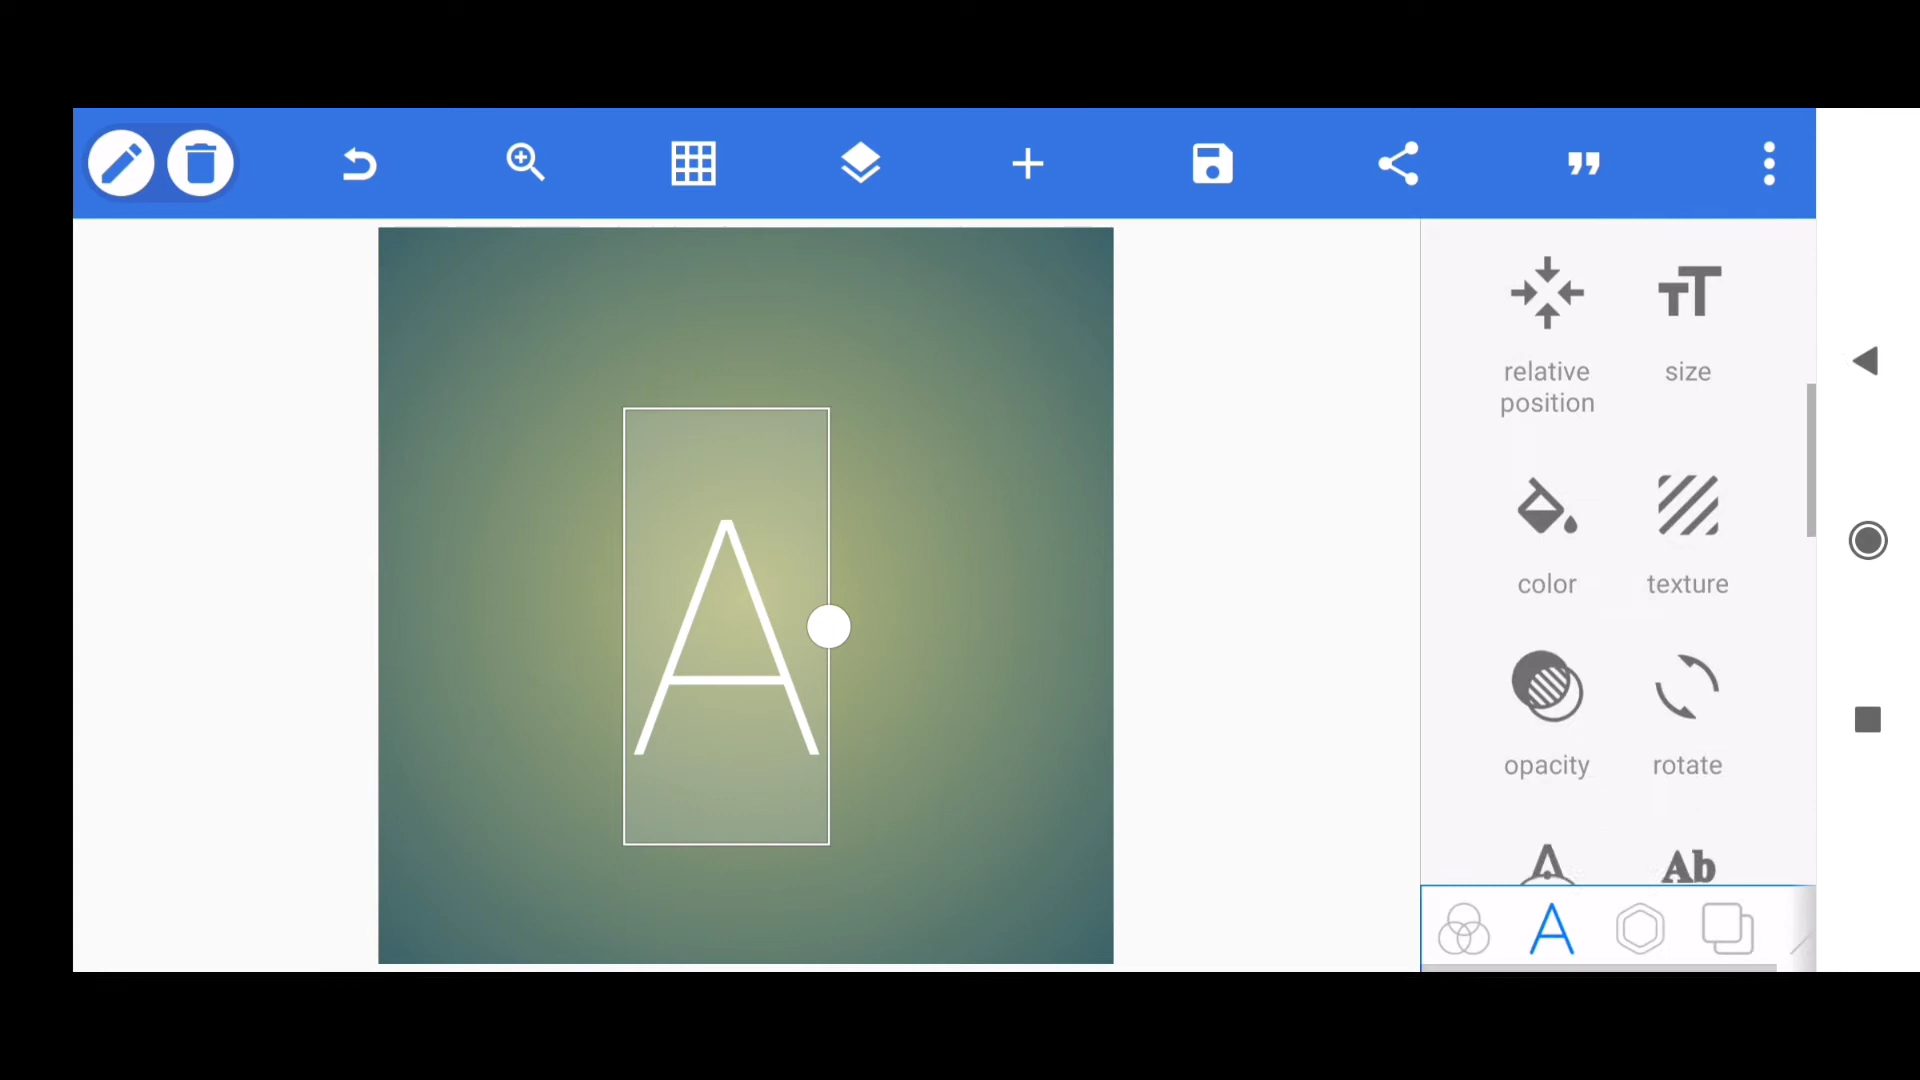 relative
position
size
color
texture
opacity
rotate
Ab
A